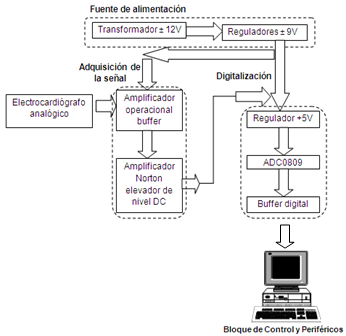 Fuente de alimentación
Transformador ± 12V
Reguladores ± 9V
Adquisición de
la señal
Digitalización
Electrocardiógrafo
analógico
Amplificador
operacional
buffer
Regulador +5V
Amplificador
Norton
elevador de
nivel DC
ADC0809
Buffer digital
Bloque de Control y Periféricos